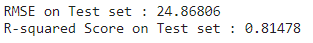 RMSE on Test set : 24.86806
R-squared Score on Test set : 0.81478